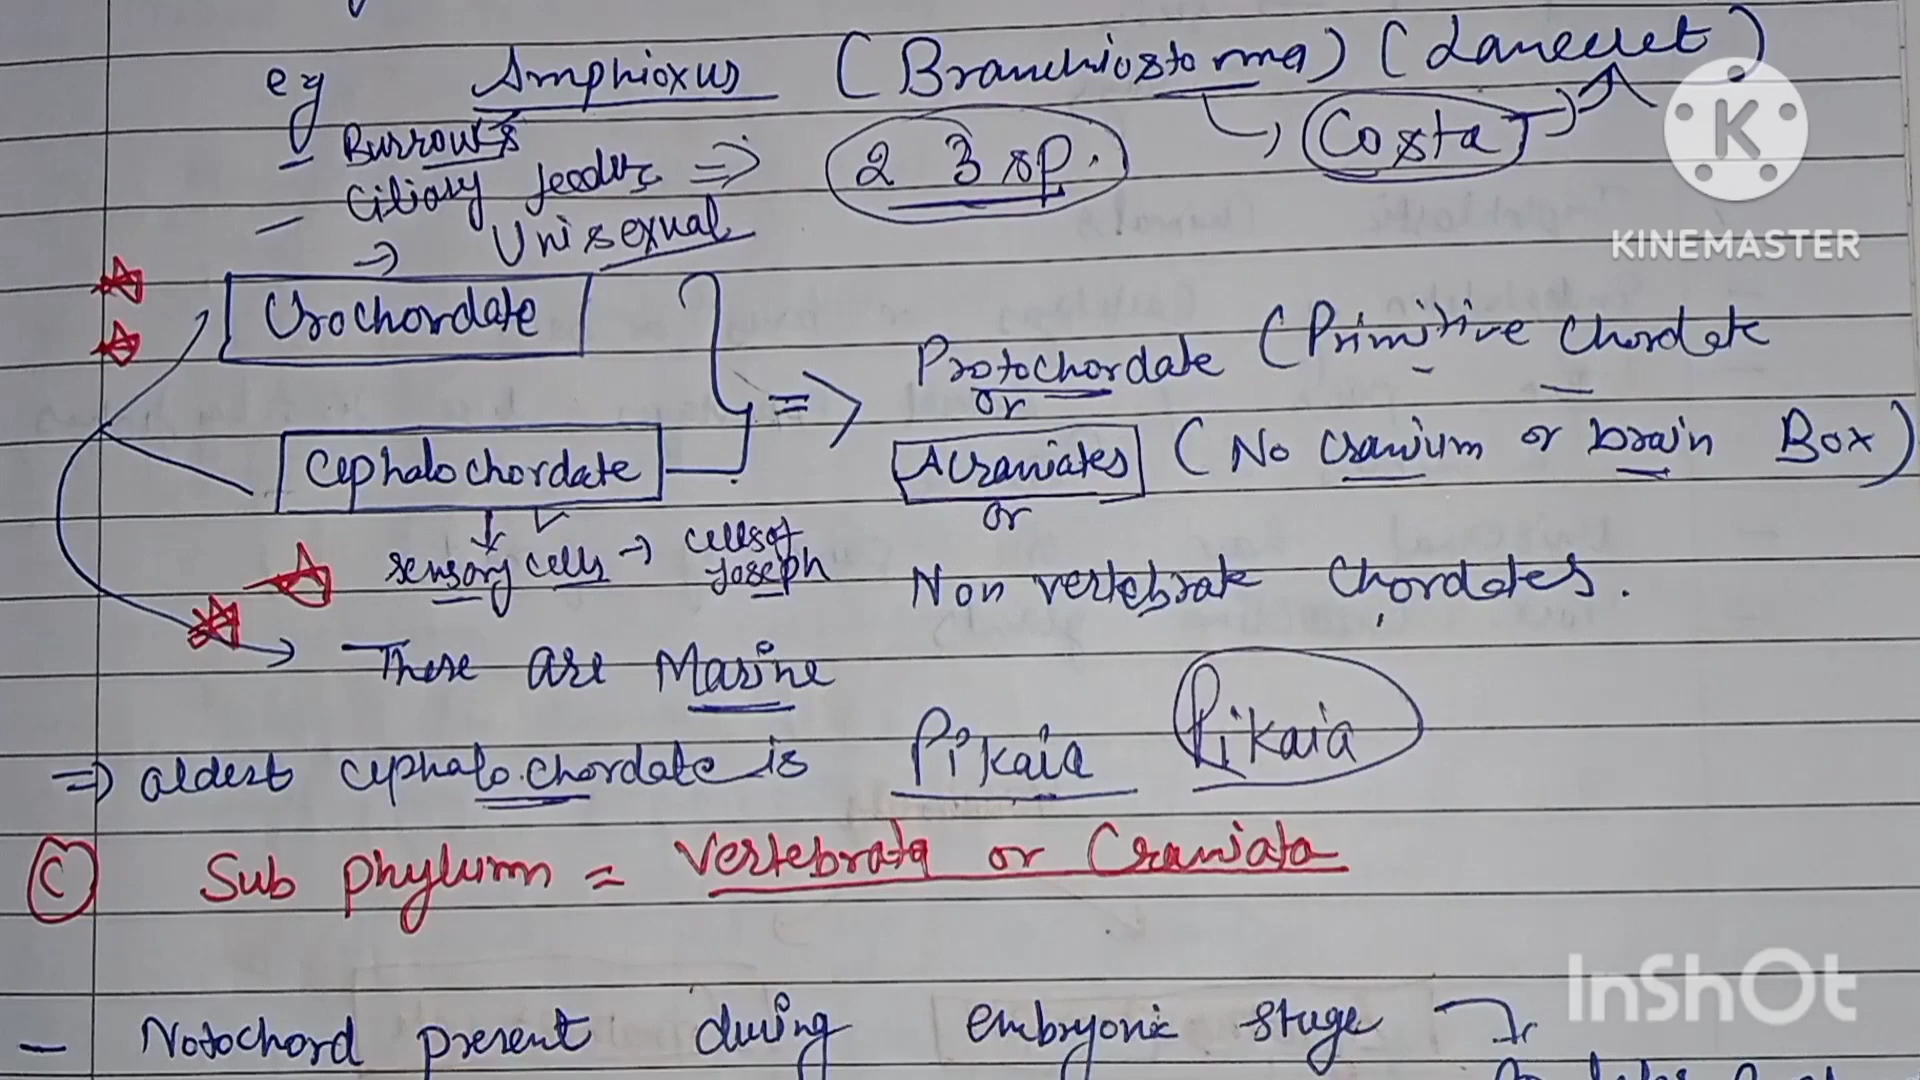 eg Amphioxus (Branchiostoma) (Lancelet)
- Burrows
Ciliary feeders => 2 3 sp. Costa
- -> Unisexual
Urochordate
Protochordate (Primitive Chordate
or
Cephalochordate => Acraniates (No Cranium or brain Box)
or
sensory cells -> cells of Joseph
Non vertebrate Chordates.
These are Marine
=> oldest cephalochordate is Pikaia Pikaia
C Sub phylum = Vertebrata or Craniata
- Notochord present during embryonic stage
K
KINEMASTER
InShOt